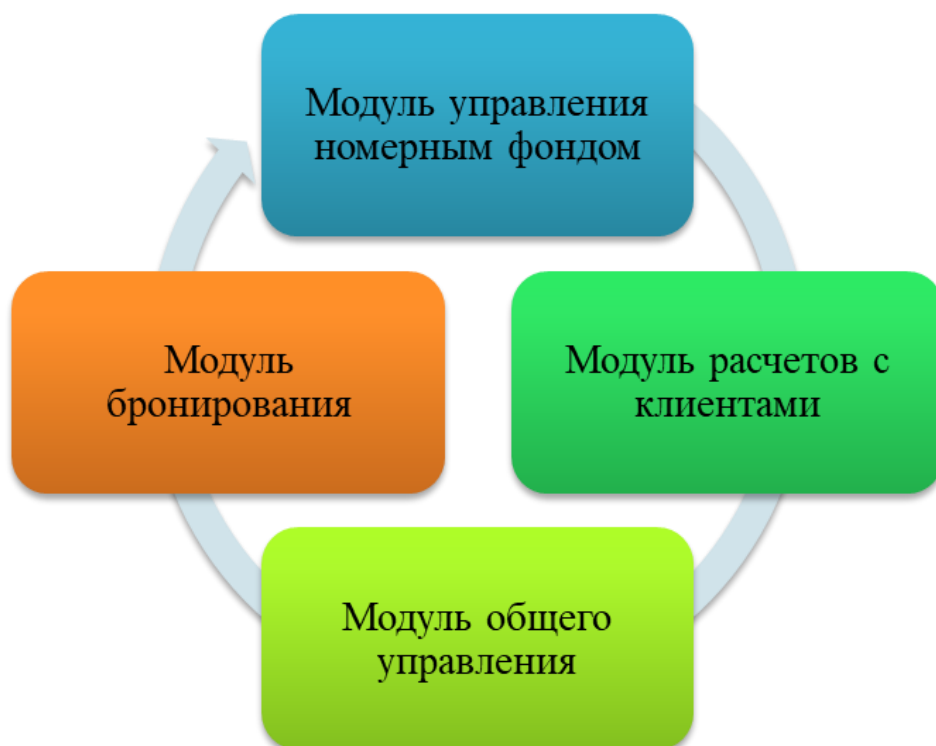 Модуль управления
номерным фондом
Модуль
бронирования
Модуль расчетов с
клиентами
Модуль общего
управления